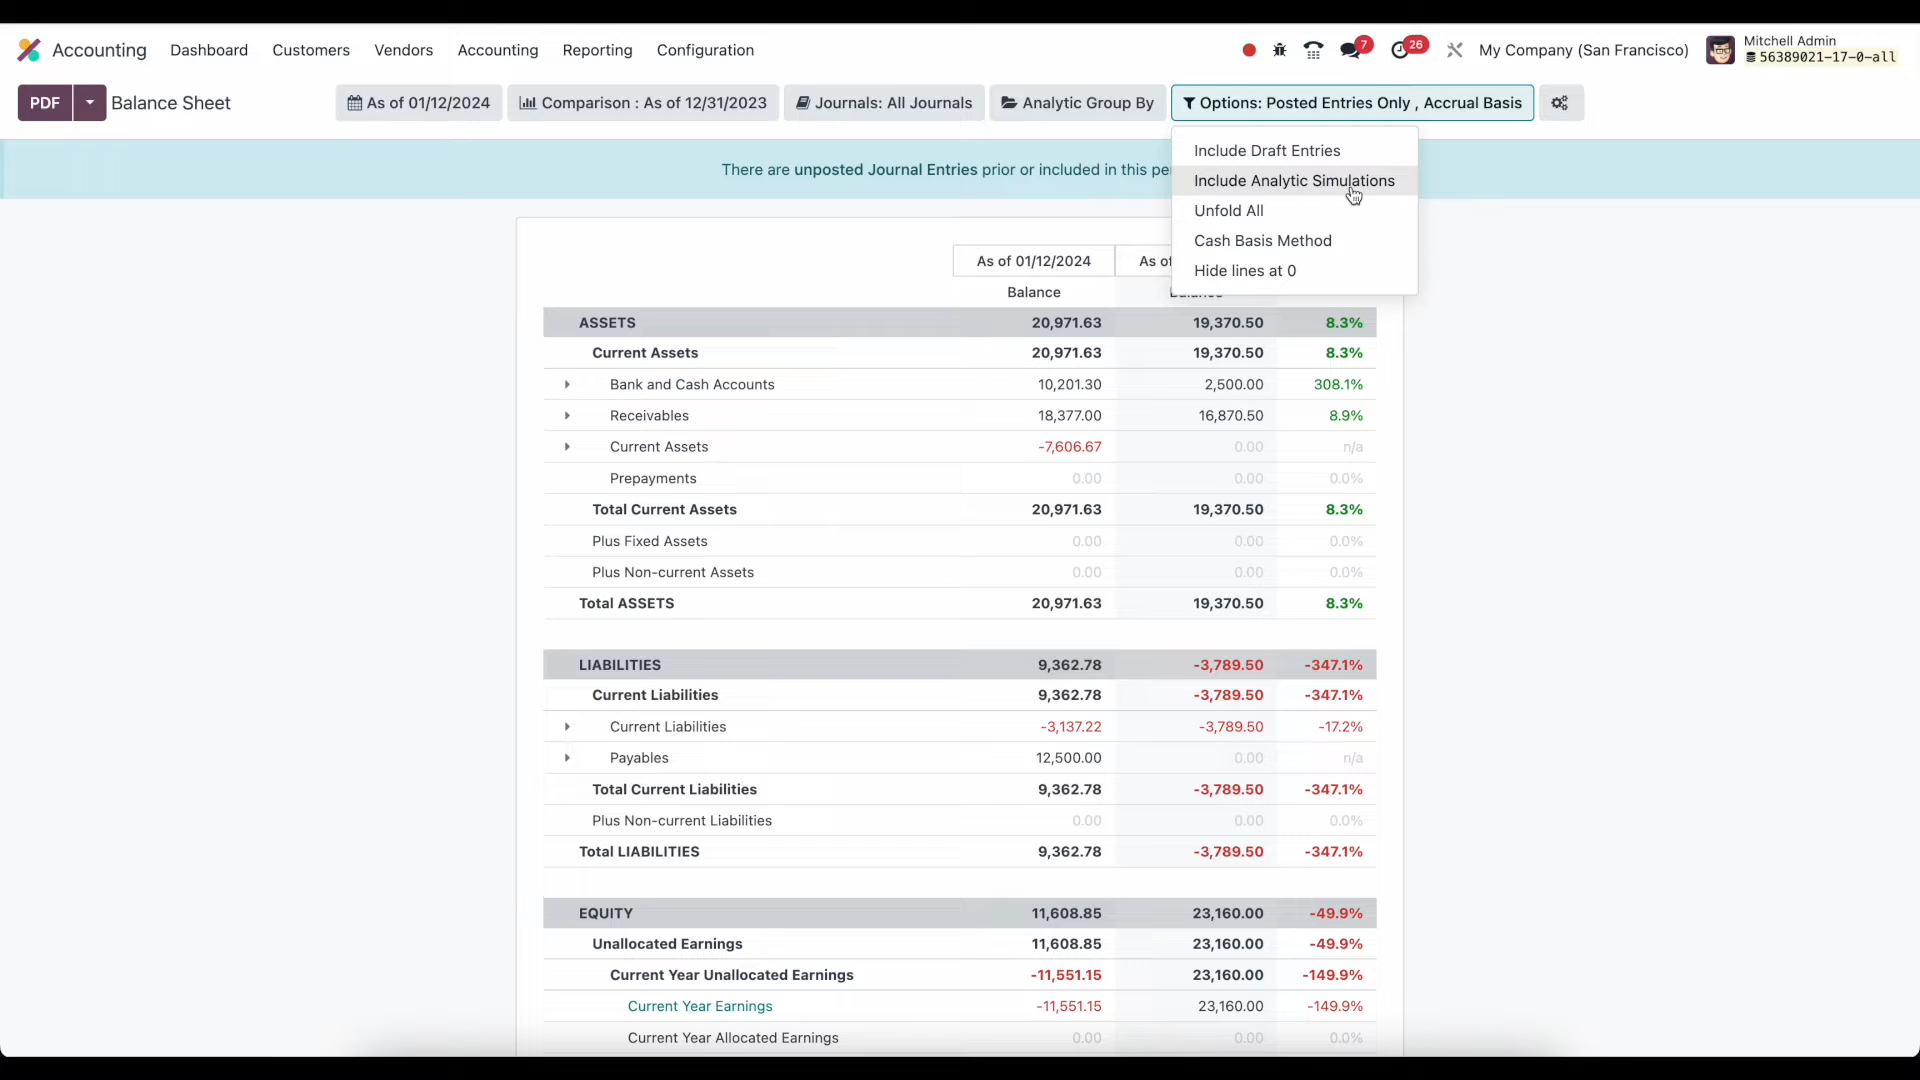 Accounting Dashboard Customers Vendors Accounting Reporting Configuration 7 26 My Company (San Francisco) Mitchell Admin
56389021-17-0-all
PDF Balance Sheet As of 01/12/2024 Comparison : As of 12/31/2023 Journals: All Journals Analytic Group By Options: Posted Entries Only , Accrual Basis
Include Draft Entries
There are unposted Journal Entries prior or included in this pe
Include Analytic Simulations
Unfold All
Cash Basis Method
Hide lines at 0
As of 01/12/2024 As of
Balance Balance
ASSETS 20,971.63 19,370.50 8.3%
Current Assets 20,971.63 19,370.50 8.3%
Bank and Cash Accounts 10,201.30 2,500.00 308.1%
Receivables 18,377.00 16,870.50 8.9%
Current Assets -7,606.67 0.00 n/a
Prepayments 0.00 0.00 0.0%
Total Current Assets 20,971.63 19,370.50 8.3%
Plus Fixed Assets 0.00 0.00 0.0%
Plus Non-current Assets 0.00 0.00 0.0%
Total ASSETS 20,971.63 19,370.50 8.3%
LIABILITIES 9,362.78 -3,789.50 -347.1%
Current Liabilities 9,362.78 -3,789.50 -347.1%
Current Liabilities -3,137.22 -3,789.50 -17.2%
Payables 12,500.00 0.00 n/a
Total Current Liabilities 9,362.78 -3,789.50 -347.1%
Plus Non-current Liabilities 0.00 0.00 0.0%
Total LIABILITIES 9,362.78 -3,789.50 -347.1%
EQUITY 11,608.85 23,160.00 -49.9%
Unallocated Earnings 11,608.85 23,160.00 -49.9%
Current Year Unallocated Earnings -11,551.15 23,160.00 -149.9%
Current Year Earnings -11,551.15 23,160.00 -149.9%
Current Year Allocated Earnings 0.00 0.00 0.0%